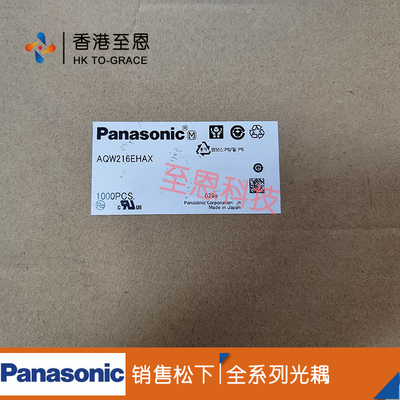 香港至恩
HK TO-GRACE
Panasonic
AQW216EHAX
1000PCS.
Panasonic Corporation
Made in Japan
至恩科技
Panasonic 销售松下 | 全系列光耦